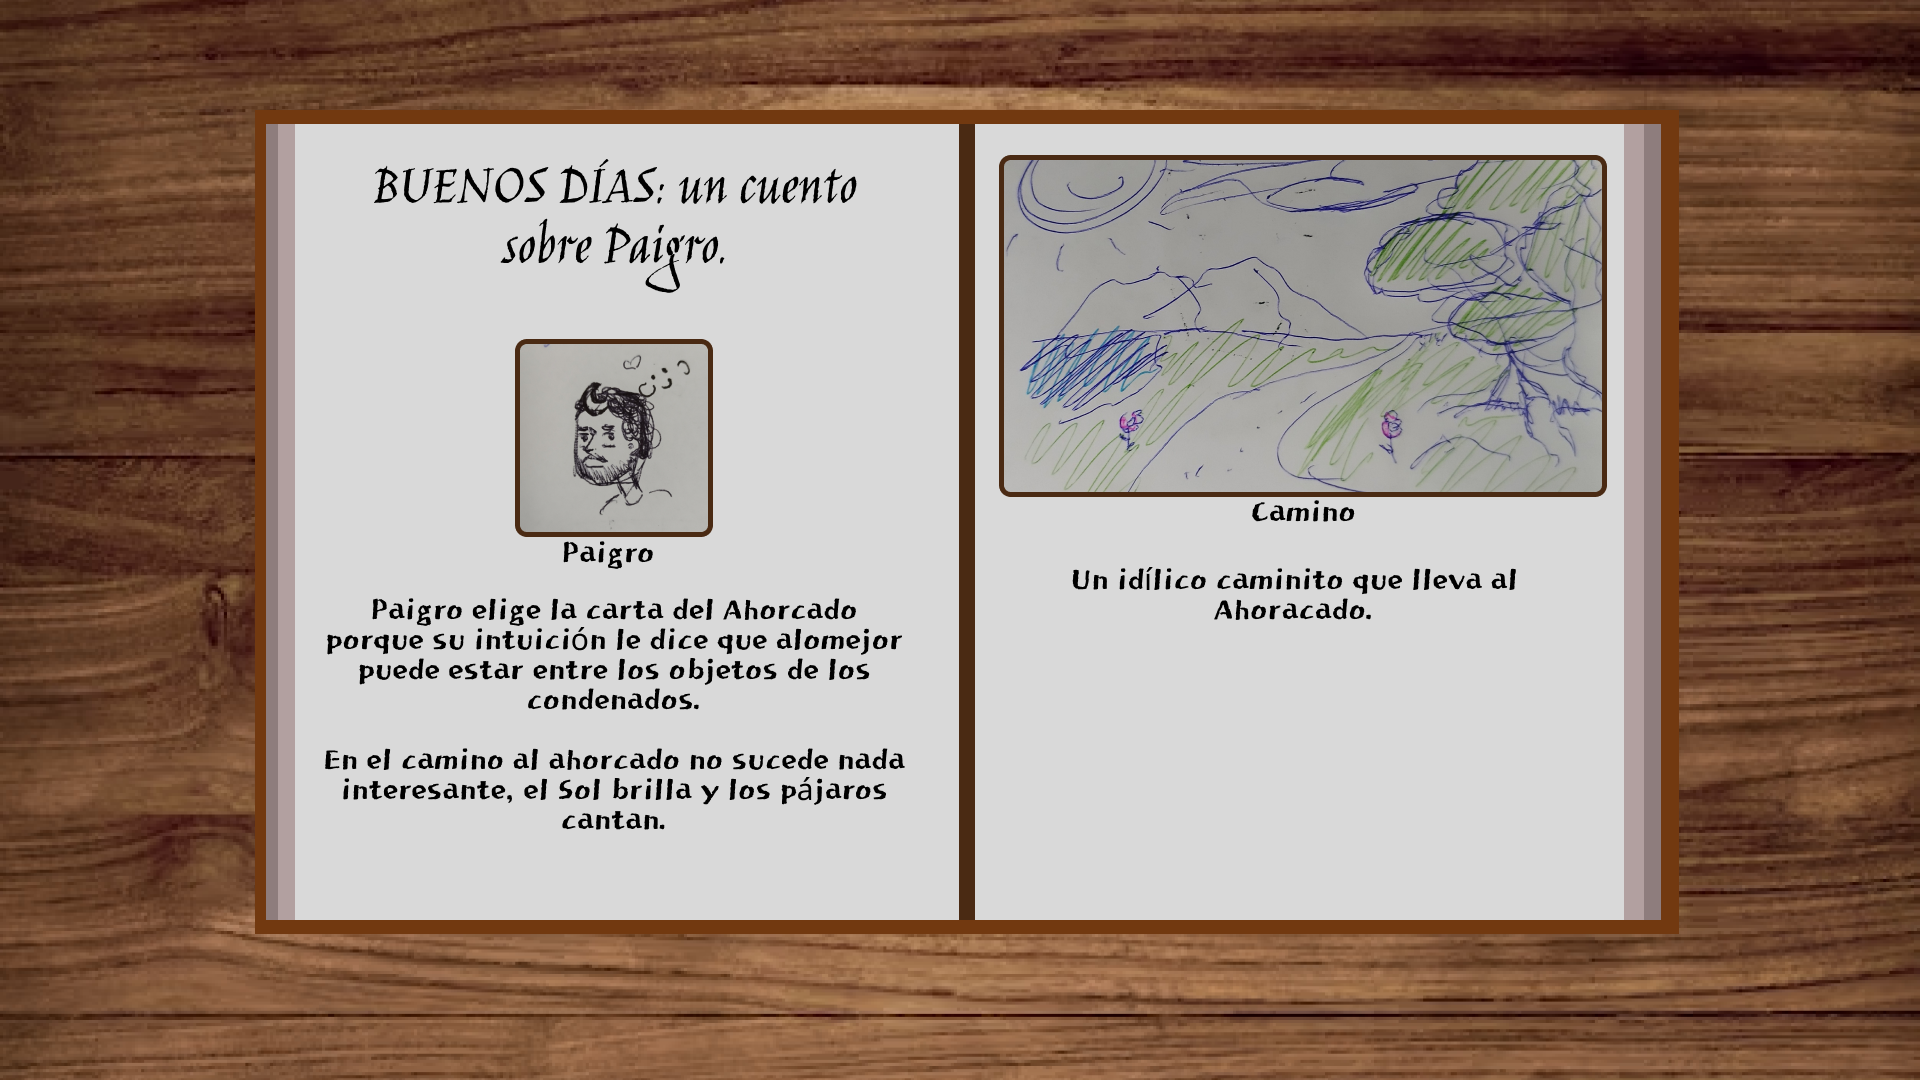 BUENOS DÍAS: un cuento
sobre Paigro.
Paigro
Paigro elige la carta del Ahorcado
porque su intuición le dice que alomejor
puede estar entre los objetos de los
condenados.
En el camino al ahorcado no sucede nada
interesante, el Sol brilla y los pájaros
cantan.
Camino
Un idílico caminito que lleva al
Ahoracado.